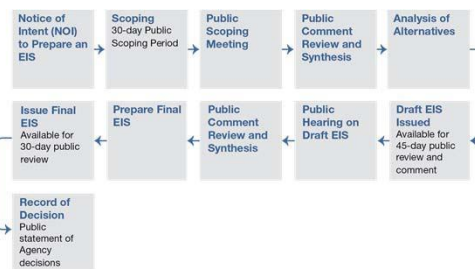 Notice of
Intent (NOI)
to Prepare an
EIS
Scoping
30-day Public
Scoping Period
Public
Scoping
Meeting
Public
Comment
Review and
Synthesis
Analysis of
Alternatives
Draft EIS
Issued
Available for
45-day public
review and
comment
Public
Hearing on
Draft EIS
Public
Comment
Review and
Synthesis
Prepare Final
EIS
Issue Final
EIS
Available for
30-day public
review
Record of
Decision
Public
statement of
Agency
decisions